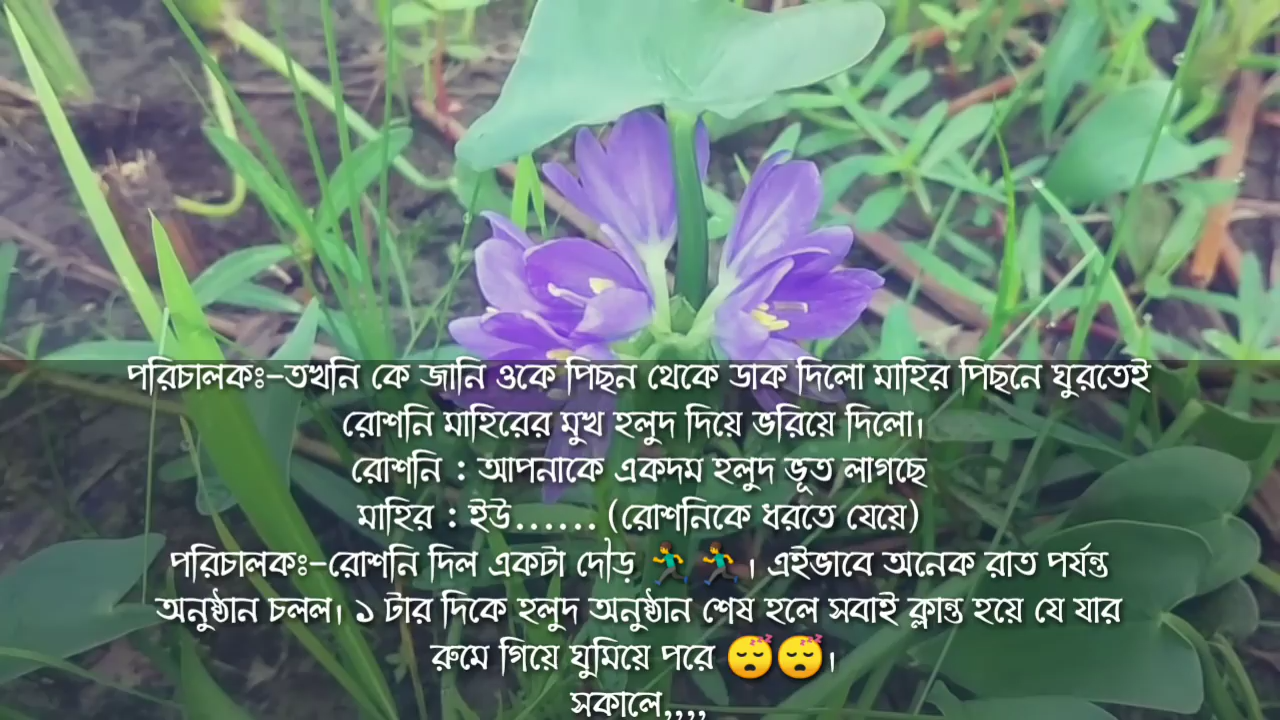 পরিচালকঃ-তখনি কে জানি ওকে পিছন থেকে ডাক দিলো মাহির পিছনে ঘুরতেই
রোশনি মাহিরের মুখ হলুদ দিয়ে ভরিয়ে দিলো।
রোশনি : আপনাকে একদম হলুদ ভূত লাগছে
মাহির : ইউ...... (রোশনিকে ধরতে যেয়ে)
পরিচালকঃ-রোশনি দিল একটা দৌড় 🏃‍♂️🏃‍♂️। এইভাবে অনেক রাত পর্যন্ত
অনুষ্ঠান চলল। ১ টার দিকে হলুদ অনুষ্ঠান শেষ হলে সবাই ক্লান্ত হয়ে যে যার
রুমে গিয়ে ঘুমিয়ে পরে 😴😴।
সকালে,,,,